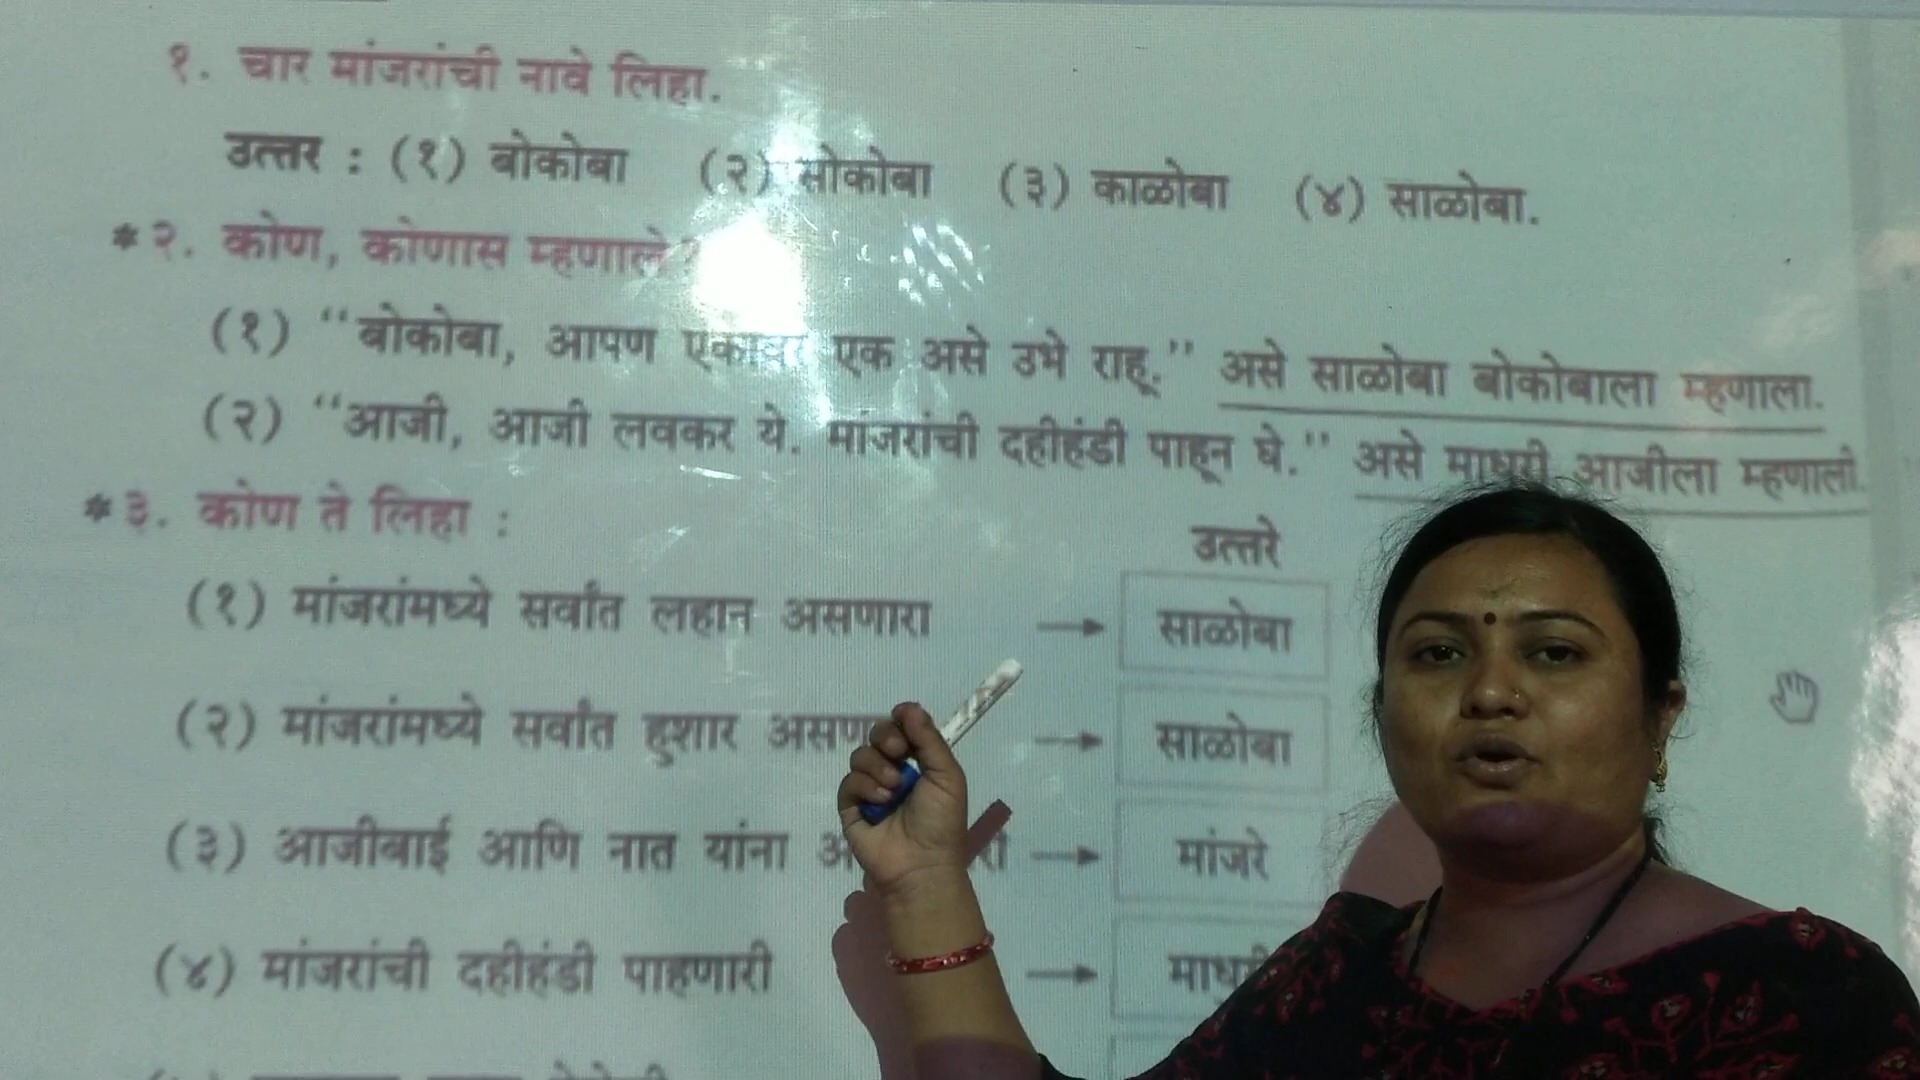 १. चार मांजरांची नावे लिहा.
उत्तर : (१) बोकोबा (२) सोकोबा (३) काळोबा (४) साळोबा.
*२. कोण, कोणास म्हणाले ?
(१) “बोकोबा, आपण एकावर एक असे उभे राहू.” असे साळोबा बोकोबाला म्हणाला.
(२) “आजी, आजी लवकर ये. मांजरांची दहीहंडी पाहून घे.” असे माधुरी आजीला म्हणाली.
*३. कोण ते लिहा :
उत्तरे
(१) मांजरांमध्ये सर्वांत लहान असणारा → साळोबा
(२) मांजरांमध्ये सर्वांत हुशार → साळोबा
(३) आजीबाई आणि नात यांना → मांजरे
(४) मांजरांची दहीहंडी पाहणारी → माधुरी